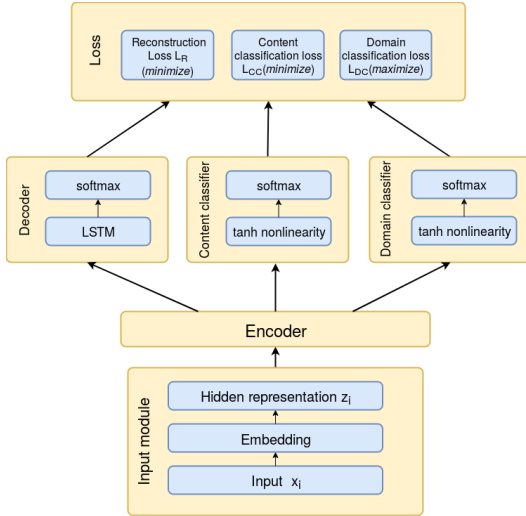 Loss
Reconstruction
Loss L_R
(minimize)
Content
classification loss
L_CC(minimize)
Domain
classification loss
L_DC(maximize)
Decoder
softmax
LSTM
Content classifier
softmax
tanh nonlinearity
Domain classifier
softmax
tanh nonlinearity
Encoder
Input module
Hidden representation z_i
Embedding
Input x_i